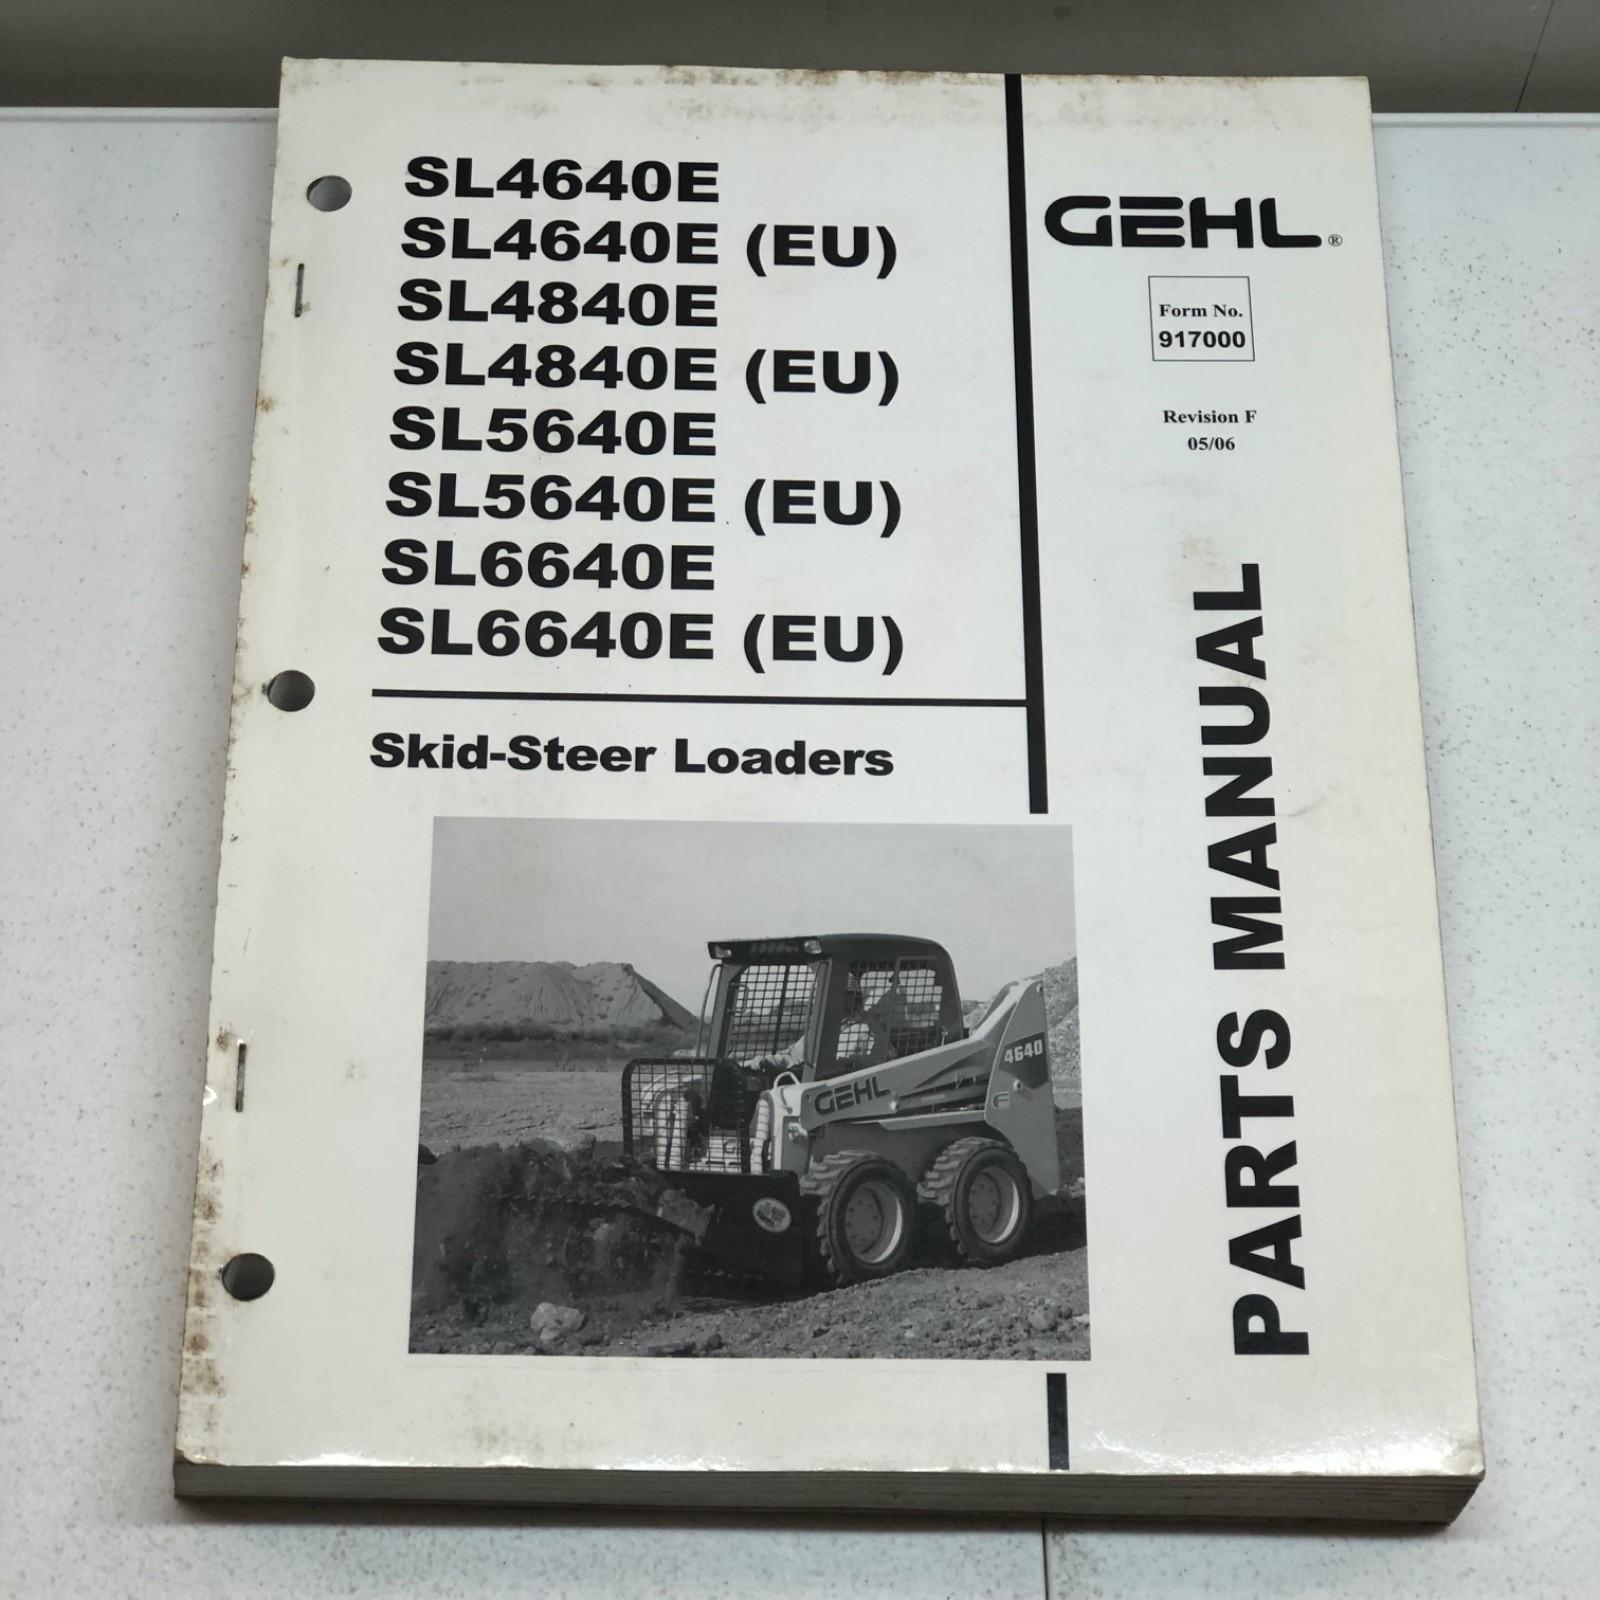 SL4640E
SL4640E (EU)
SL4840E
SL4840E (EU)
SL5640E
SL5640E (EU)
SL6640E
SL6640E (EU)
Skid-Steer Loaders
GEHL®
Form No.
917000
Revision F
05/06
PARTS MANUAL
GEHL
4640